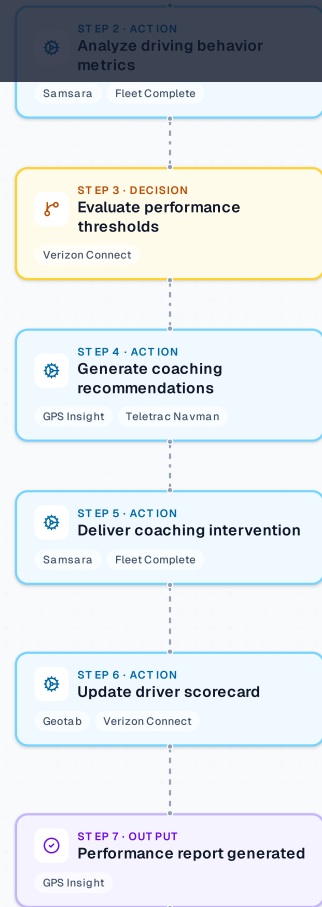 STEP 2 · ACTION
Analyze driving behavior
metrics
Samsara Fleet Complete
STEP 3 · DECISION
Evaluate performance
thresholds
Verizon Connect
STEP 4 · ACTION
Generate coaching
recommendations
GPS Insight Teletrac Navman
STEP 5 · ACTION
Deliver coaching intervention
Samsara Fleet Complete
STEP 6 · ACTION
Update driver scorecard
Geotab Verizon Connect
STEP 7 · OUTPUT
Performance report generated
GPS Insight